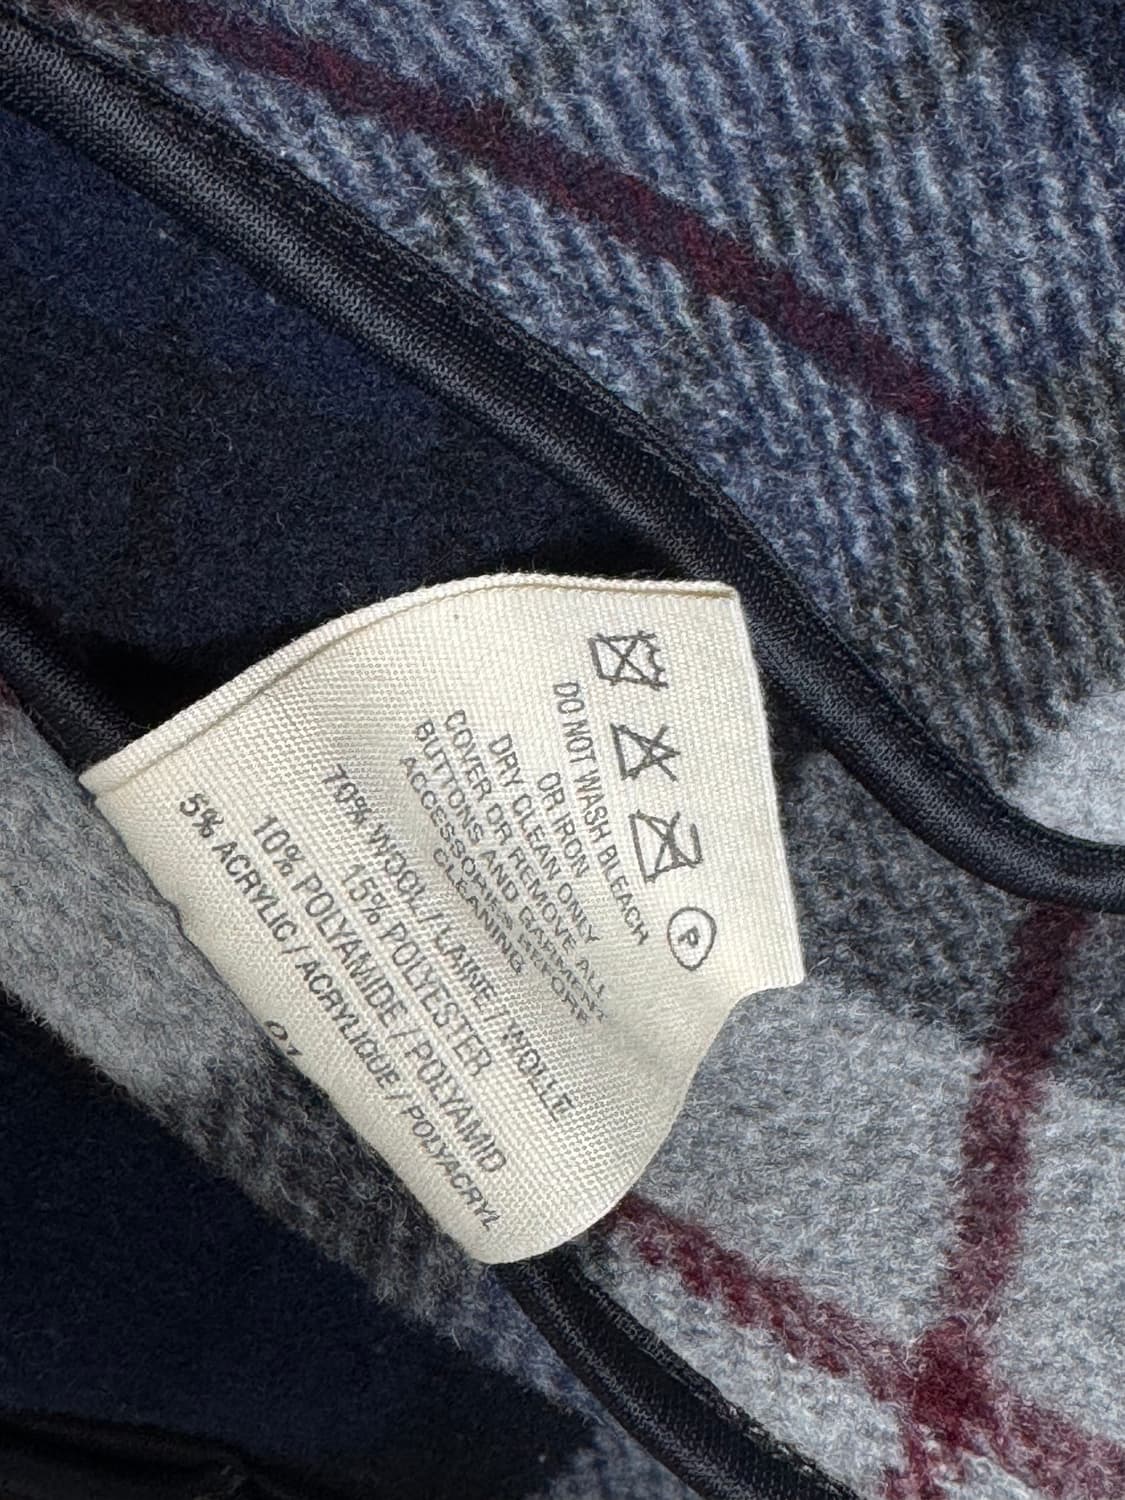 P
DO NOT WASH BLEACH
OR IRON
DRY CLEAN ONLY
COVER OR REMOVE ALL
BUTTONS AND GARMENT
ACCESSORIES BEFORE
CLEANING
70% WOOL / LAINE / WOLLE
15% POLYESTER
10% POLYAMIDE / POLYAMID
5% ACRYLIC / ACRYLIQUE / POLYACRYL